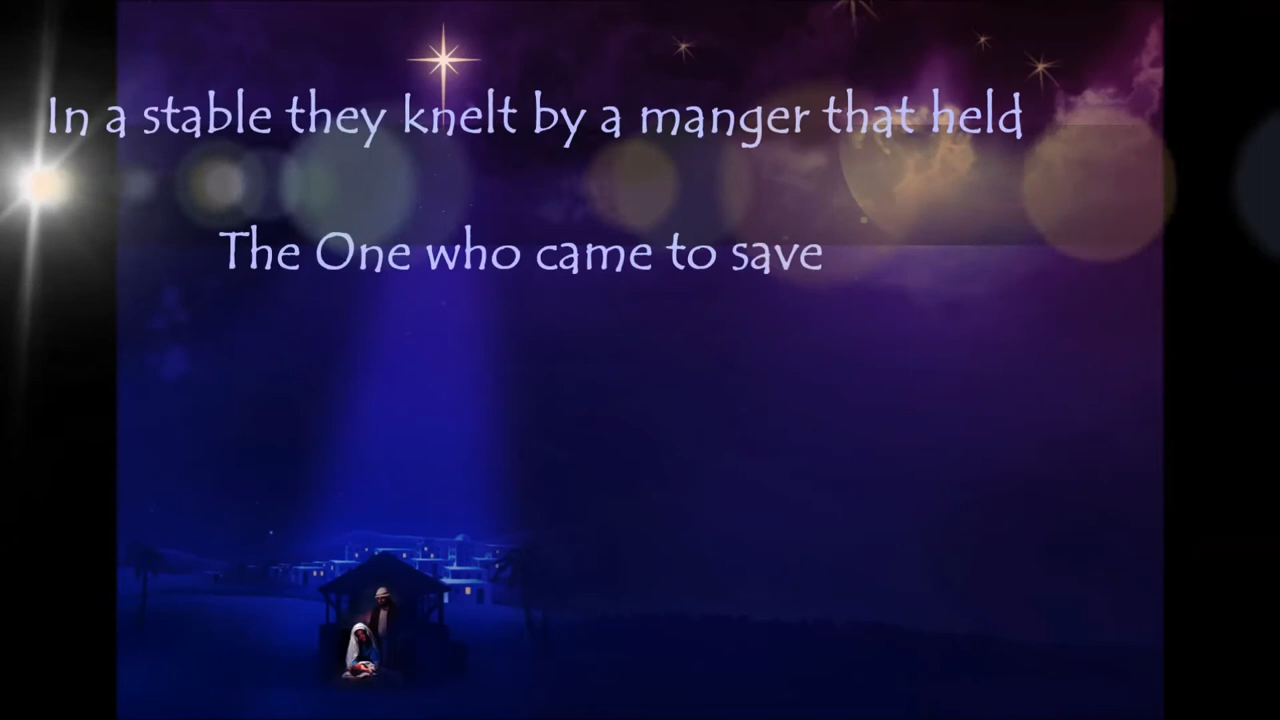 In a stable they knelt by a manger that held
The One who came to save